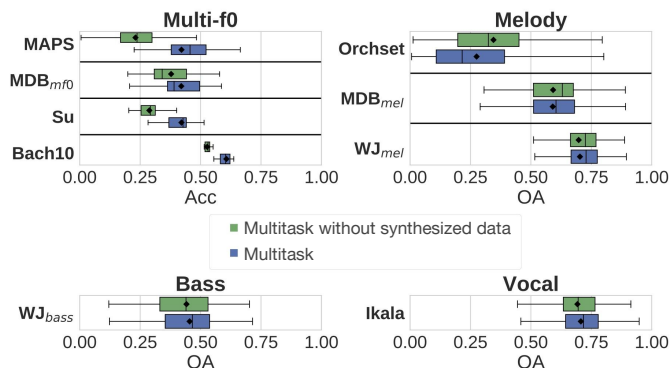 Multi-f0
MAPS
MDB_mf0
Su
Bach10
0.00 0.25 0.50 0.75 1.00
Acc
Melody
Orchset
MDB_mel
WJ_mel
0.00 0.25 0.50 0.75 1.00
OA
Multitask without synthesized data
Multitask
Bass
WJ_bass
0.00 0.25 0.50 0.75 1.00
OA
Vocal
Ikala
0.00 0.25 0.50 0.75 1.00
OA